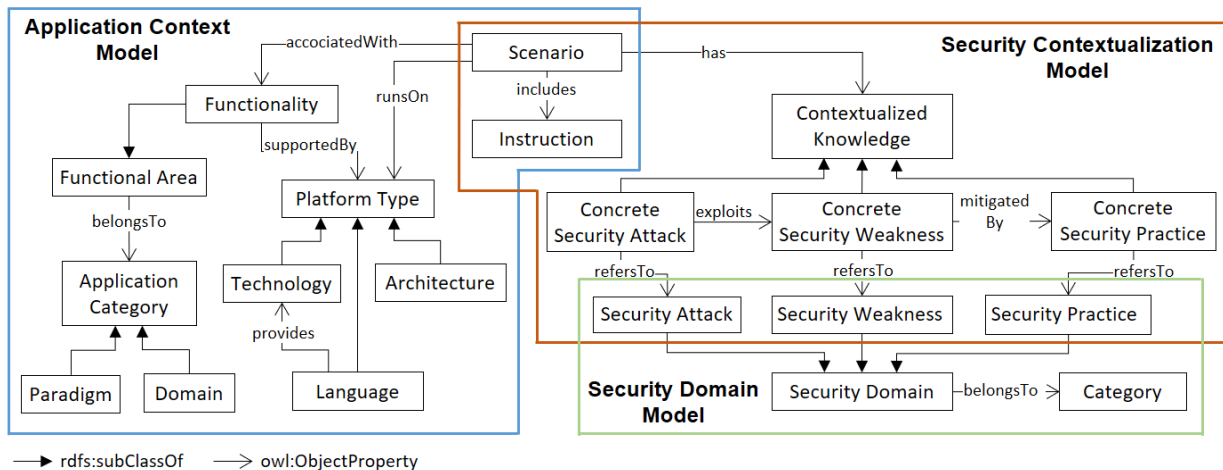 Application Context
Model
accociatedWith
Scenario
has
Security Contextualization
Model
Functionality
runsOn
includes
Contextualized
Knowledge
supportedBy
Instruction
Functional Area
Platform Type
belongsTo
Concrete
Security Attack
exploits
Concrete
Security Weakness
mitigated
By
Concrete
Security Practice
Application
Category
Technology
Architecture
refersTo
refersTo
refersTo
provides
Security Attack
Security Weakness
Security Practice
Paradigm
Domain
Language
Security Domain
Model
Security Domain
belongsTo
Category
rdfs:subClassOf
owl:ObjectProperty